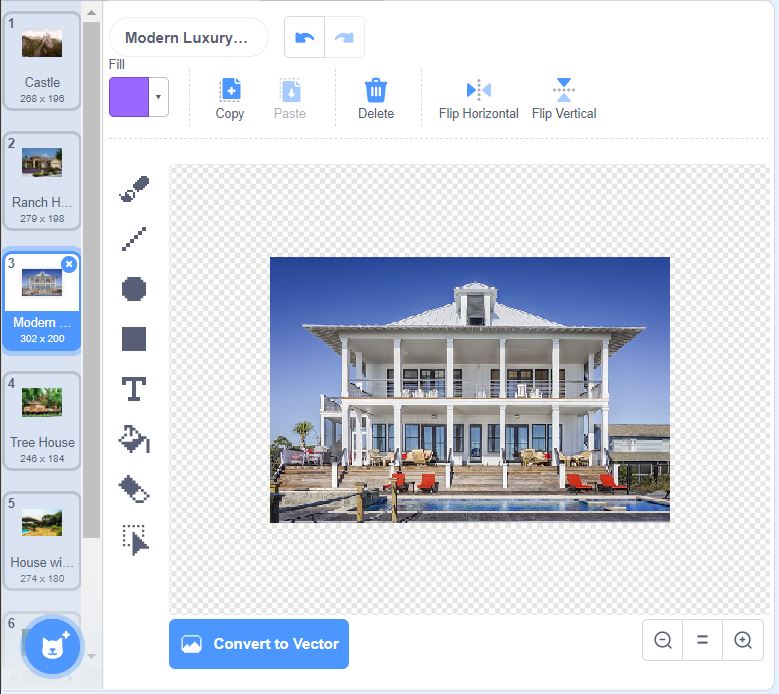 1
Castle
268 x 196
2
Ranch H...
279 x 198
3
Modern ...
302 x 200
4
Tree House
246 x 184
5
House wi...
274 x 180
6
Modern Luxury...
Fill
Copy
Paste
Delete
Flip Horizontal
Flip Vertical
T
Convert to Vector